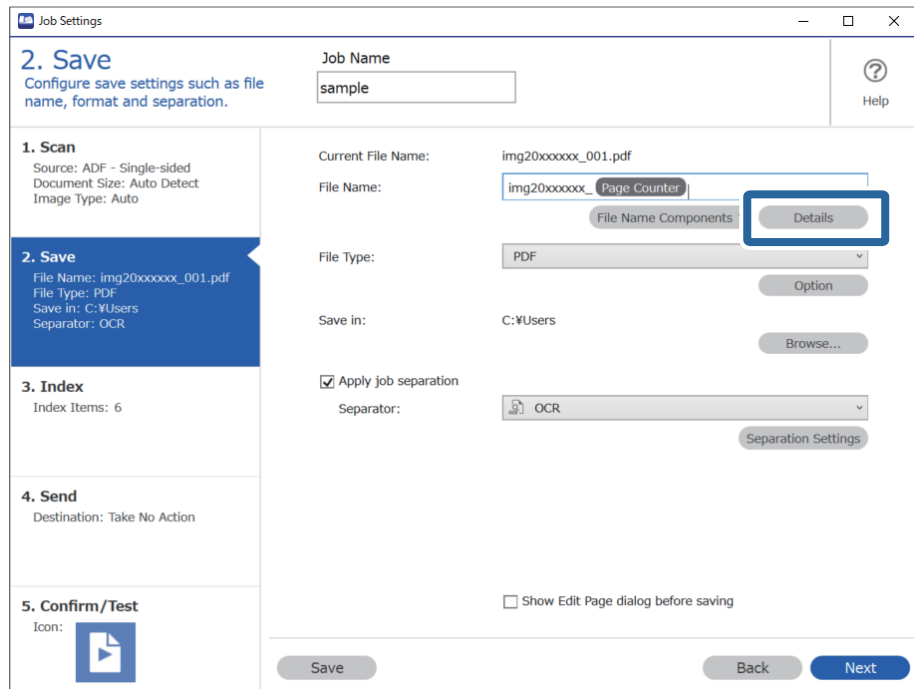 Job Settings
2. Save
Configure save settings such as file
name, format and separation.
Job Name
sample
Help
1. Scan
Source: ADF - Single-sided
Document Size: Auto Detect
Image Type: Auto
2. Save
File Name: img20xxxxxx_001.pdf
File Type: PDF
Save in: C:¥Users
Separator: OCR
3. Index
Index Items: 6
4. Send
Destination: Take No Action
5. Confirm/Test
Icon:
Current File Name: img20xxxxxx_001.pdf
File Name: img20xxxxxx_ Page Counter
File Name Components Details
File Type: PDF
Option
Save in: C:¥Users
Browse...
Apply job separation
Separator: OCR
Separation Settings
Show Edit Page dialog before saving
Save Back Next